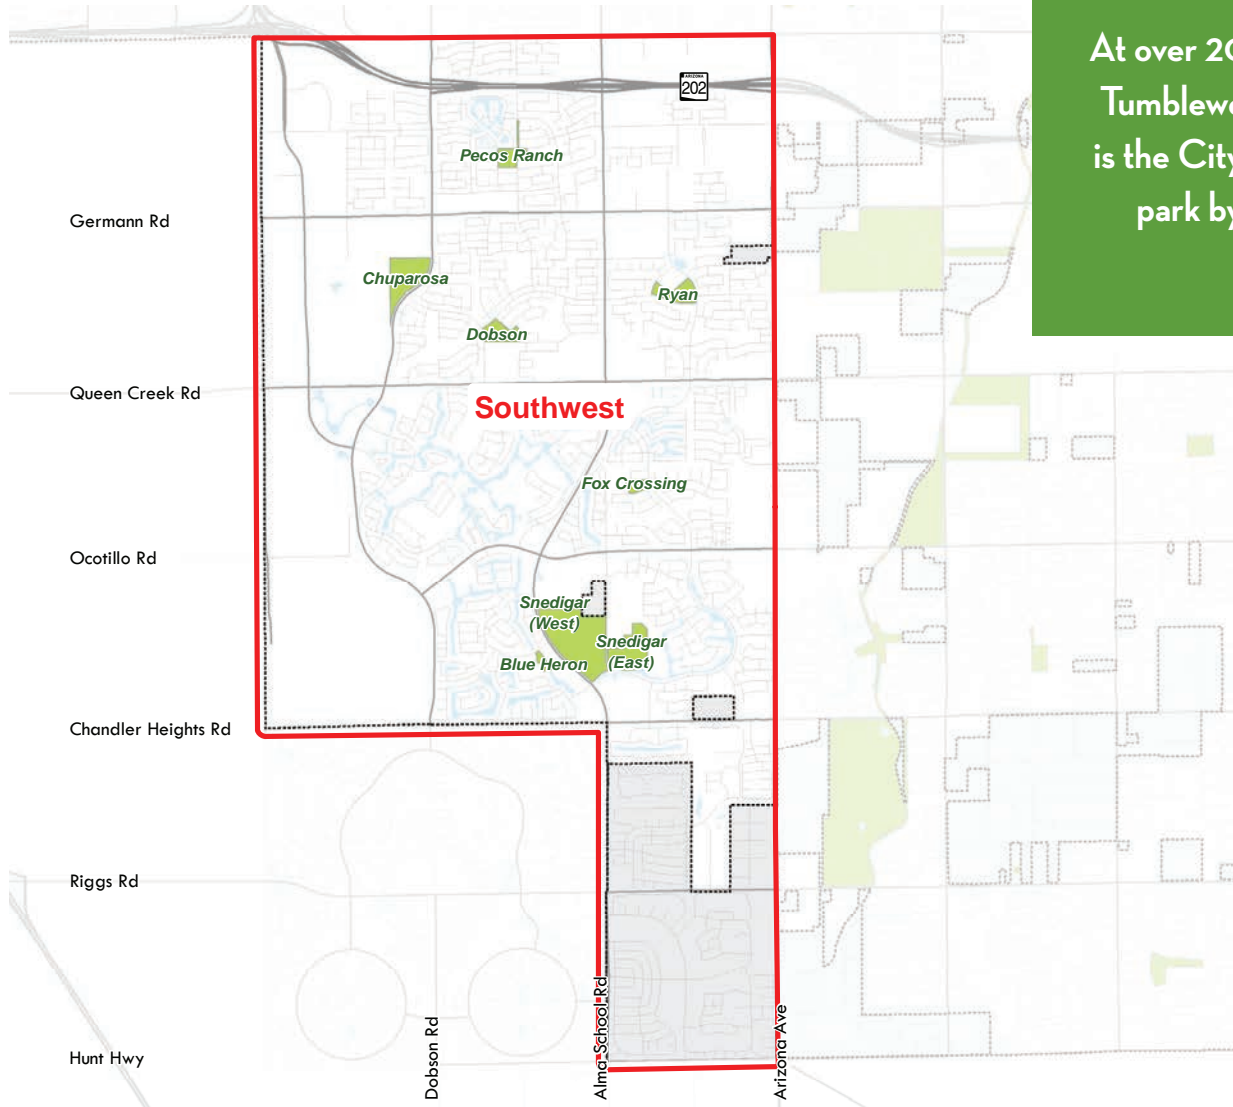 At over 20
Tumblewe
is the City
park by
ARIZONA
202
Pecos Ranch
Germann Rd
Chuparosa
Ryan
Dobson
Queen Creek Rd
Southwest
Fox Crossing
Ocotillo Rd
Snedigar
(West)
Snedigar
(East)
Blue Heron
Chandler Heights Rd
Riggs Rd
Hunt Hwy
Dobson Rd
Alma School Rd
Arizona Ave